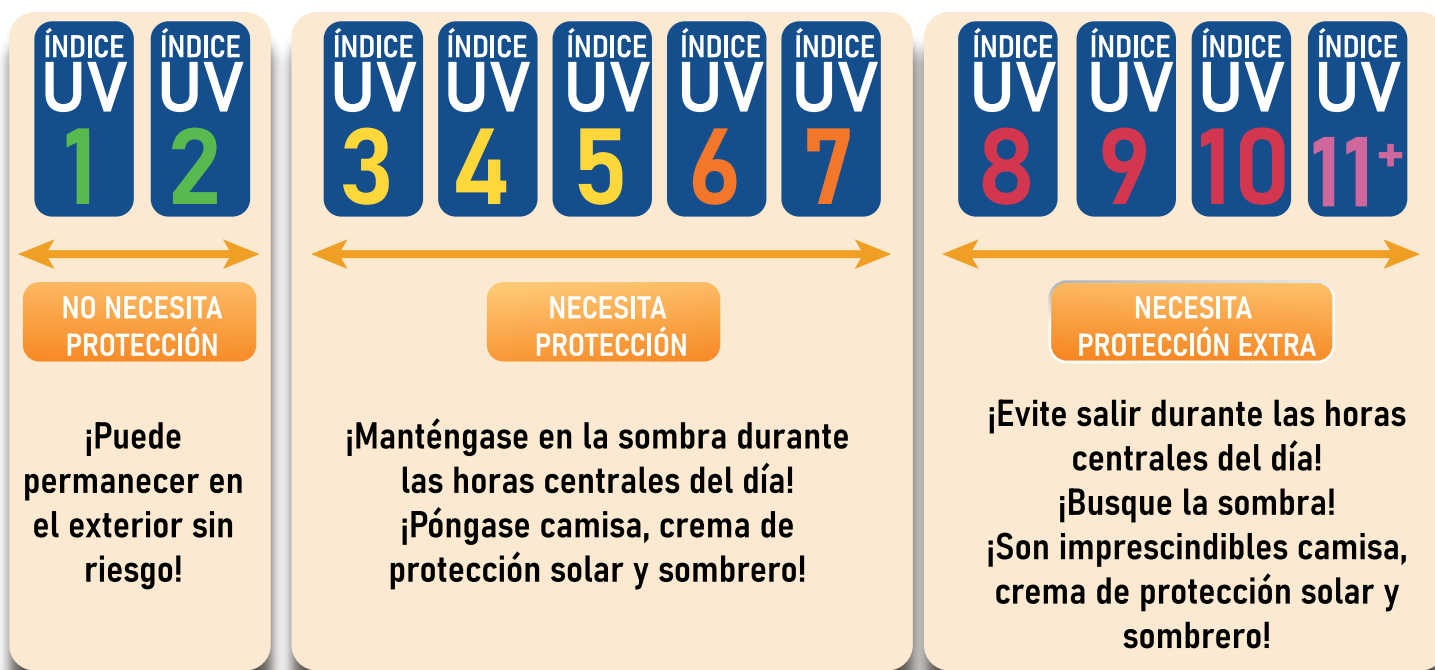 ÍNDICE
UV
1
ÍNDICE
UV
2
NO NECESITA
PROTECCIÓN
¡Puede
permanecer en
el exterior sin
riesgo!
ÍNDICE
UV
3
ÍNDICE
UV
4
ÍNDICE
UV
5
ÍNDICE
UV
6
ÍNDICE
UV
7
NECESITA
PROTECCIÓN
¡Manténgase en la sombra durante
las horas centrales del día!
¡Póngase camisa, crema de
protección solar y sombrero!
ÍNDICE
UV
8
ÍNDICE
UV
9
ÍNDICE
UV
10
ÍNDICE
UV
11+
NECESITA
PROTECCIÓN EXTRA
¡Evite salir durante las horas
centrales del día!
¡Busque la sombra!
¡Son imprescindibles camisa,
crema de protección solar y
sombrero!